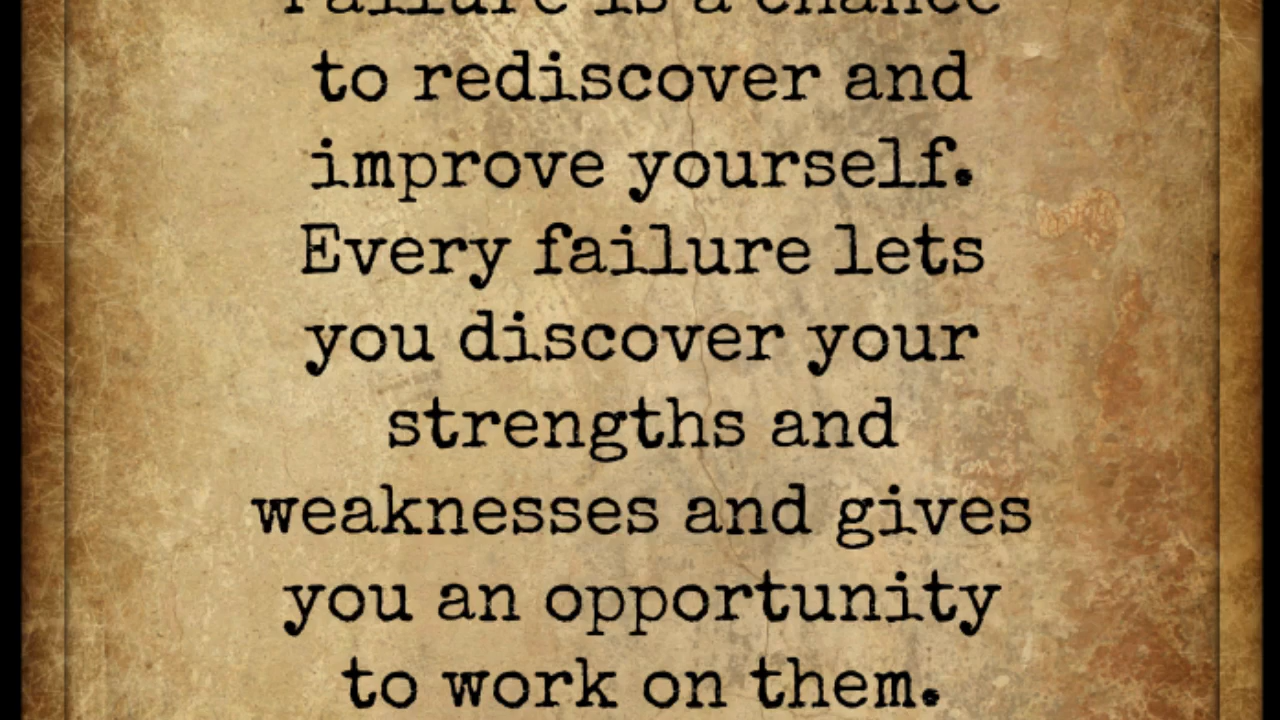 Failure is a chance
to rediscover and
improve yourself.
Every failure lets
you discover your
strengths and
weaknesses and gives
you an opportunity
to work on them.